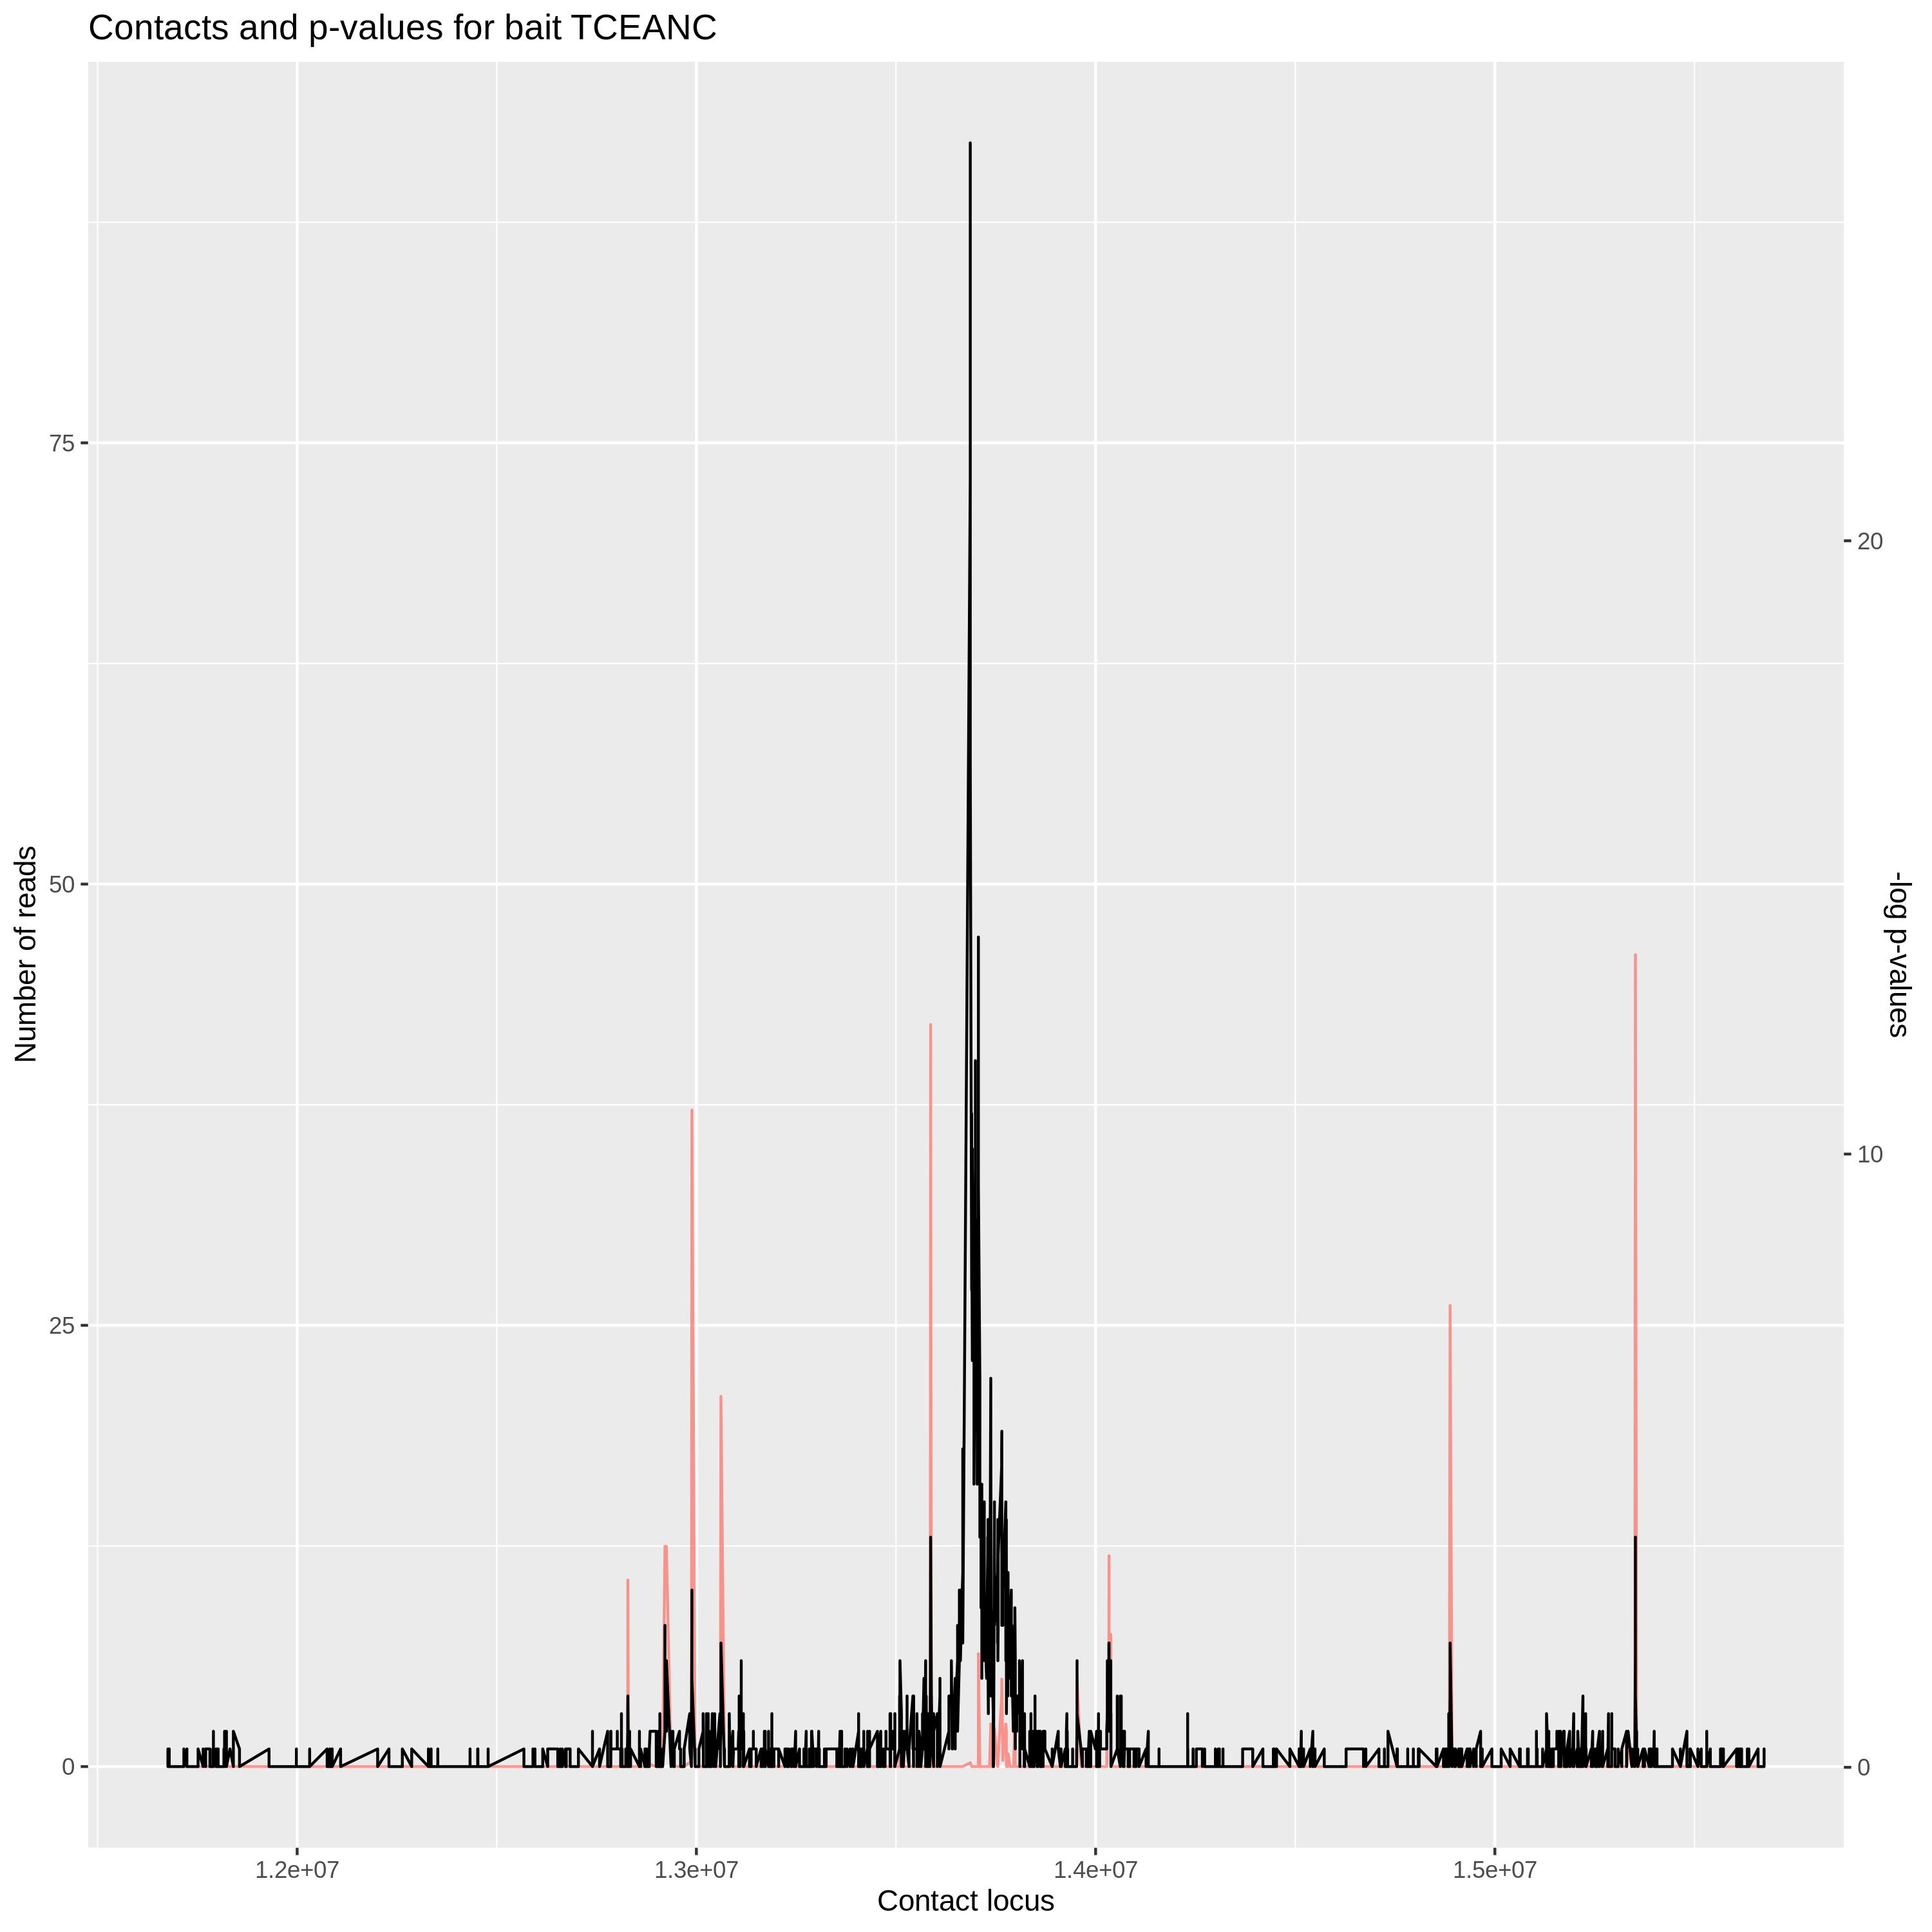 Contacts and p-values for bait TCEANC
75
50
25
0
Number of reads
20
10
0
-log p-values
1.2e+07
1.3e+07
1.4e+07
1.5e+07
Contact locus